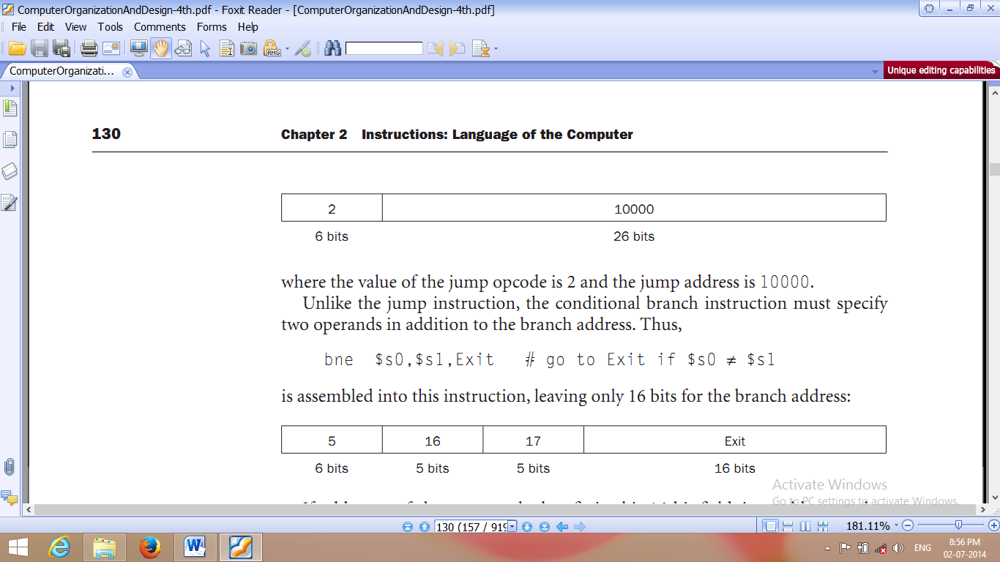 ComputerOrganizationAndDesign-4th.pdf - Foxit Reader - [ComputerOrganizationAndDesign-4th.pdf]
File Edit View Tools Comments Forms Help
RMS
ComputerOrganizati...
Unique editing capabilities
130 Chapter 2 Instructions: Language of the Computer
2 10000
6 bits 26 bits
where the value of the jump opcode is 2 and the jump address is 10000.
Unlike the jump instruction, the conditional branch instruction must specify
two operands in addition to the branch address. Thus,
bne $s0,$s1,Exit # go to Exit if $s0 ≠ $s1
is assembled into this instruction, leaving only 16 bits for the branch address:
5 16 17 Exit
6 bits 5 bits 5 bits 16 bits
Activate Windows
Go to PC settings to activate Windows.
130 (157 / 919
181.11%
ENG
8:56 PM
02-07-2014